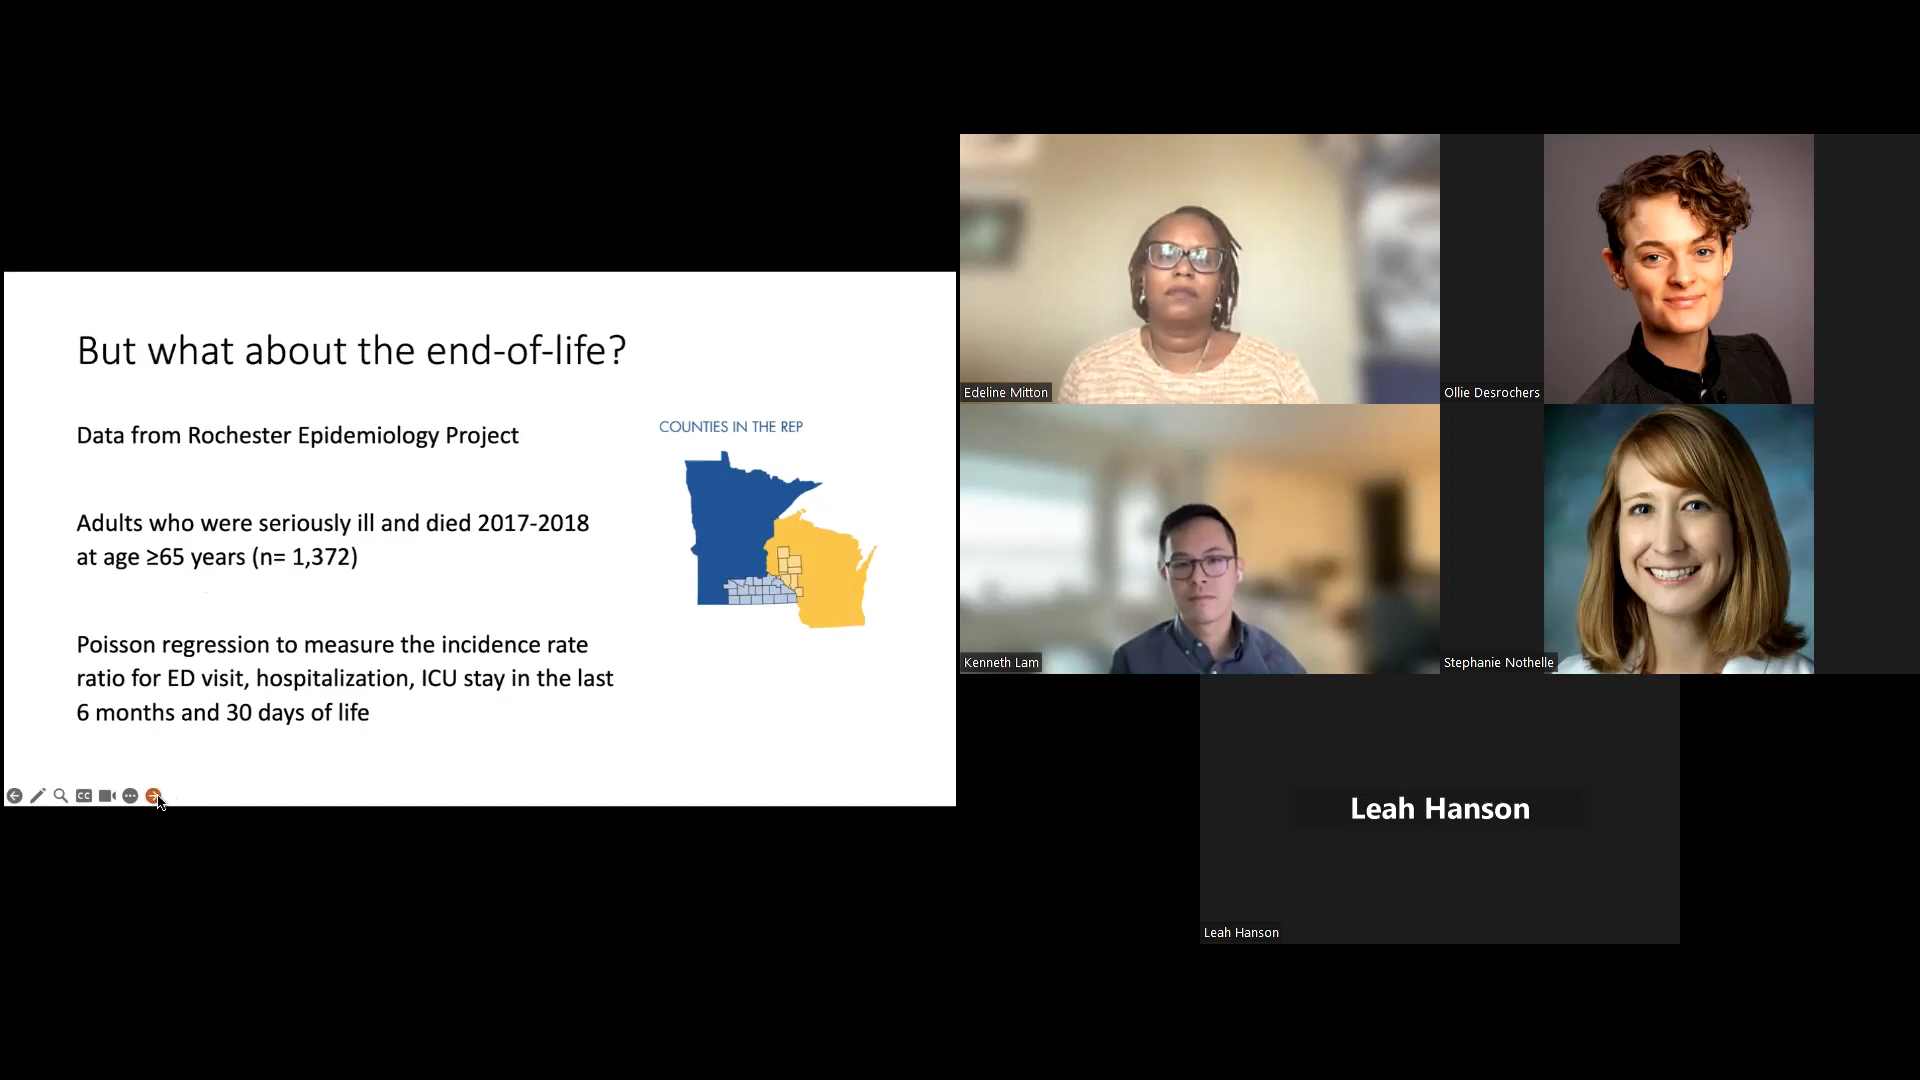 But what about the end-of-life?
Data from Rochester Epidemiology Project
Adults who were seriously ill and died 2017-2018
at age ≥65 years (n= 1,372)
Poisson regression to measure the incidence rate
ratio for ED visit, hospitalization, ICU stay in the last
6 months and 30 days of life
COUNTIES IN THE REP
CC
Edeline Mitton
Ollie Desrochers
Kenneth Lam
Stephanie Nothelle
Leah Hanson
Leah Hanson